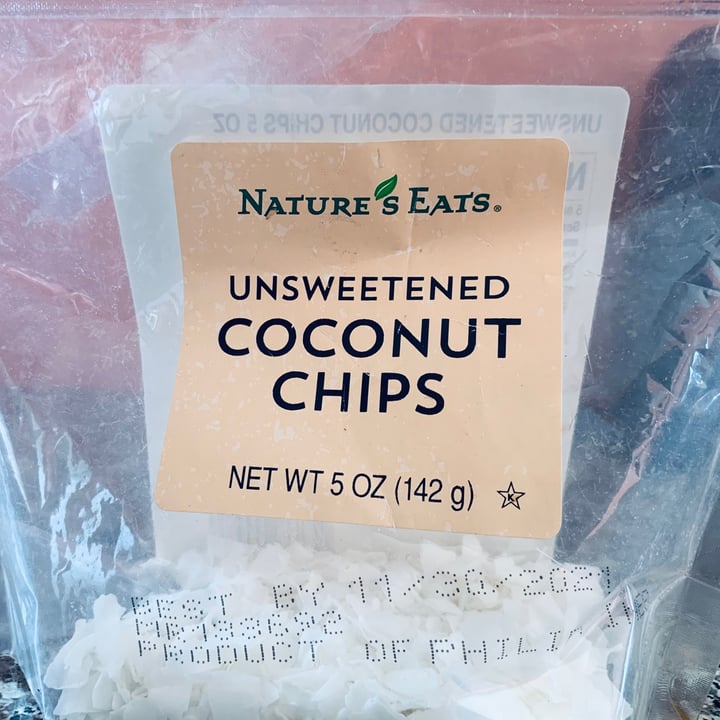 UNSWEETENED COCONUT CHIPS 5 OZ
NATURE'S EATS®
UNSWEETENED
COCONUT
CHIPS
NET WT 5 OZ (142 g)
K
BEST BY 11/30/2021
PRODUCT OF